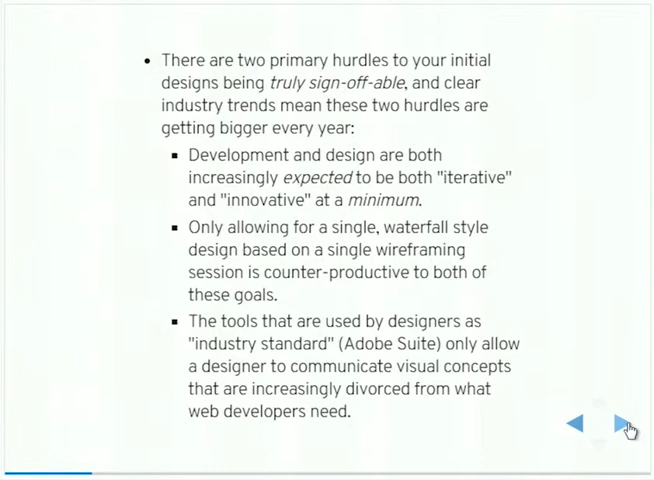 • There are two primary hurdles to your initial
designs being truly sign-off-able, and clear
industry trends mean these two hurdles are
getting bigger every year:
▪ Development and design are both
increasingly expected to be both "iterative"
and "innovative" at a minimum.
▪ Only allowing for a single, waterfall style
design based on a single wireframing
session is counter-productive to both of
these goals.
▪ The tools that are used by designers as
"industry standard" (Adobe Suite) only allow
a designer to communicate visual concepts
that are increasingly divorced from what
web developers need.